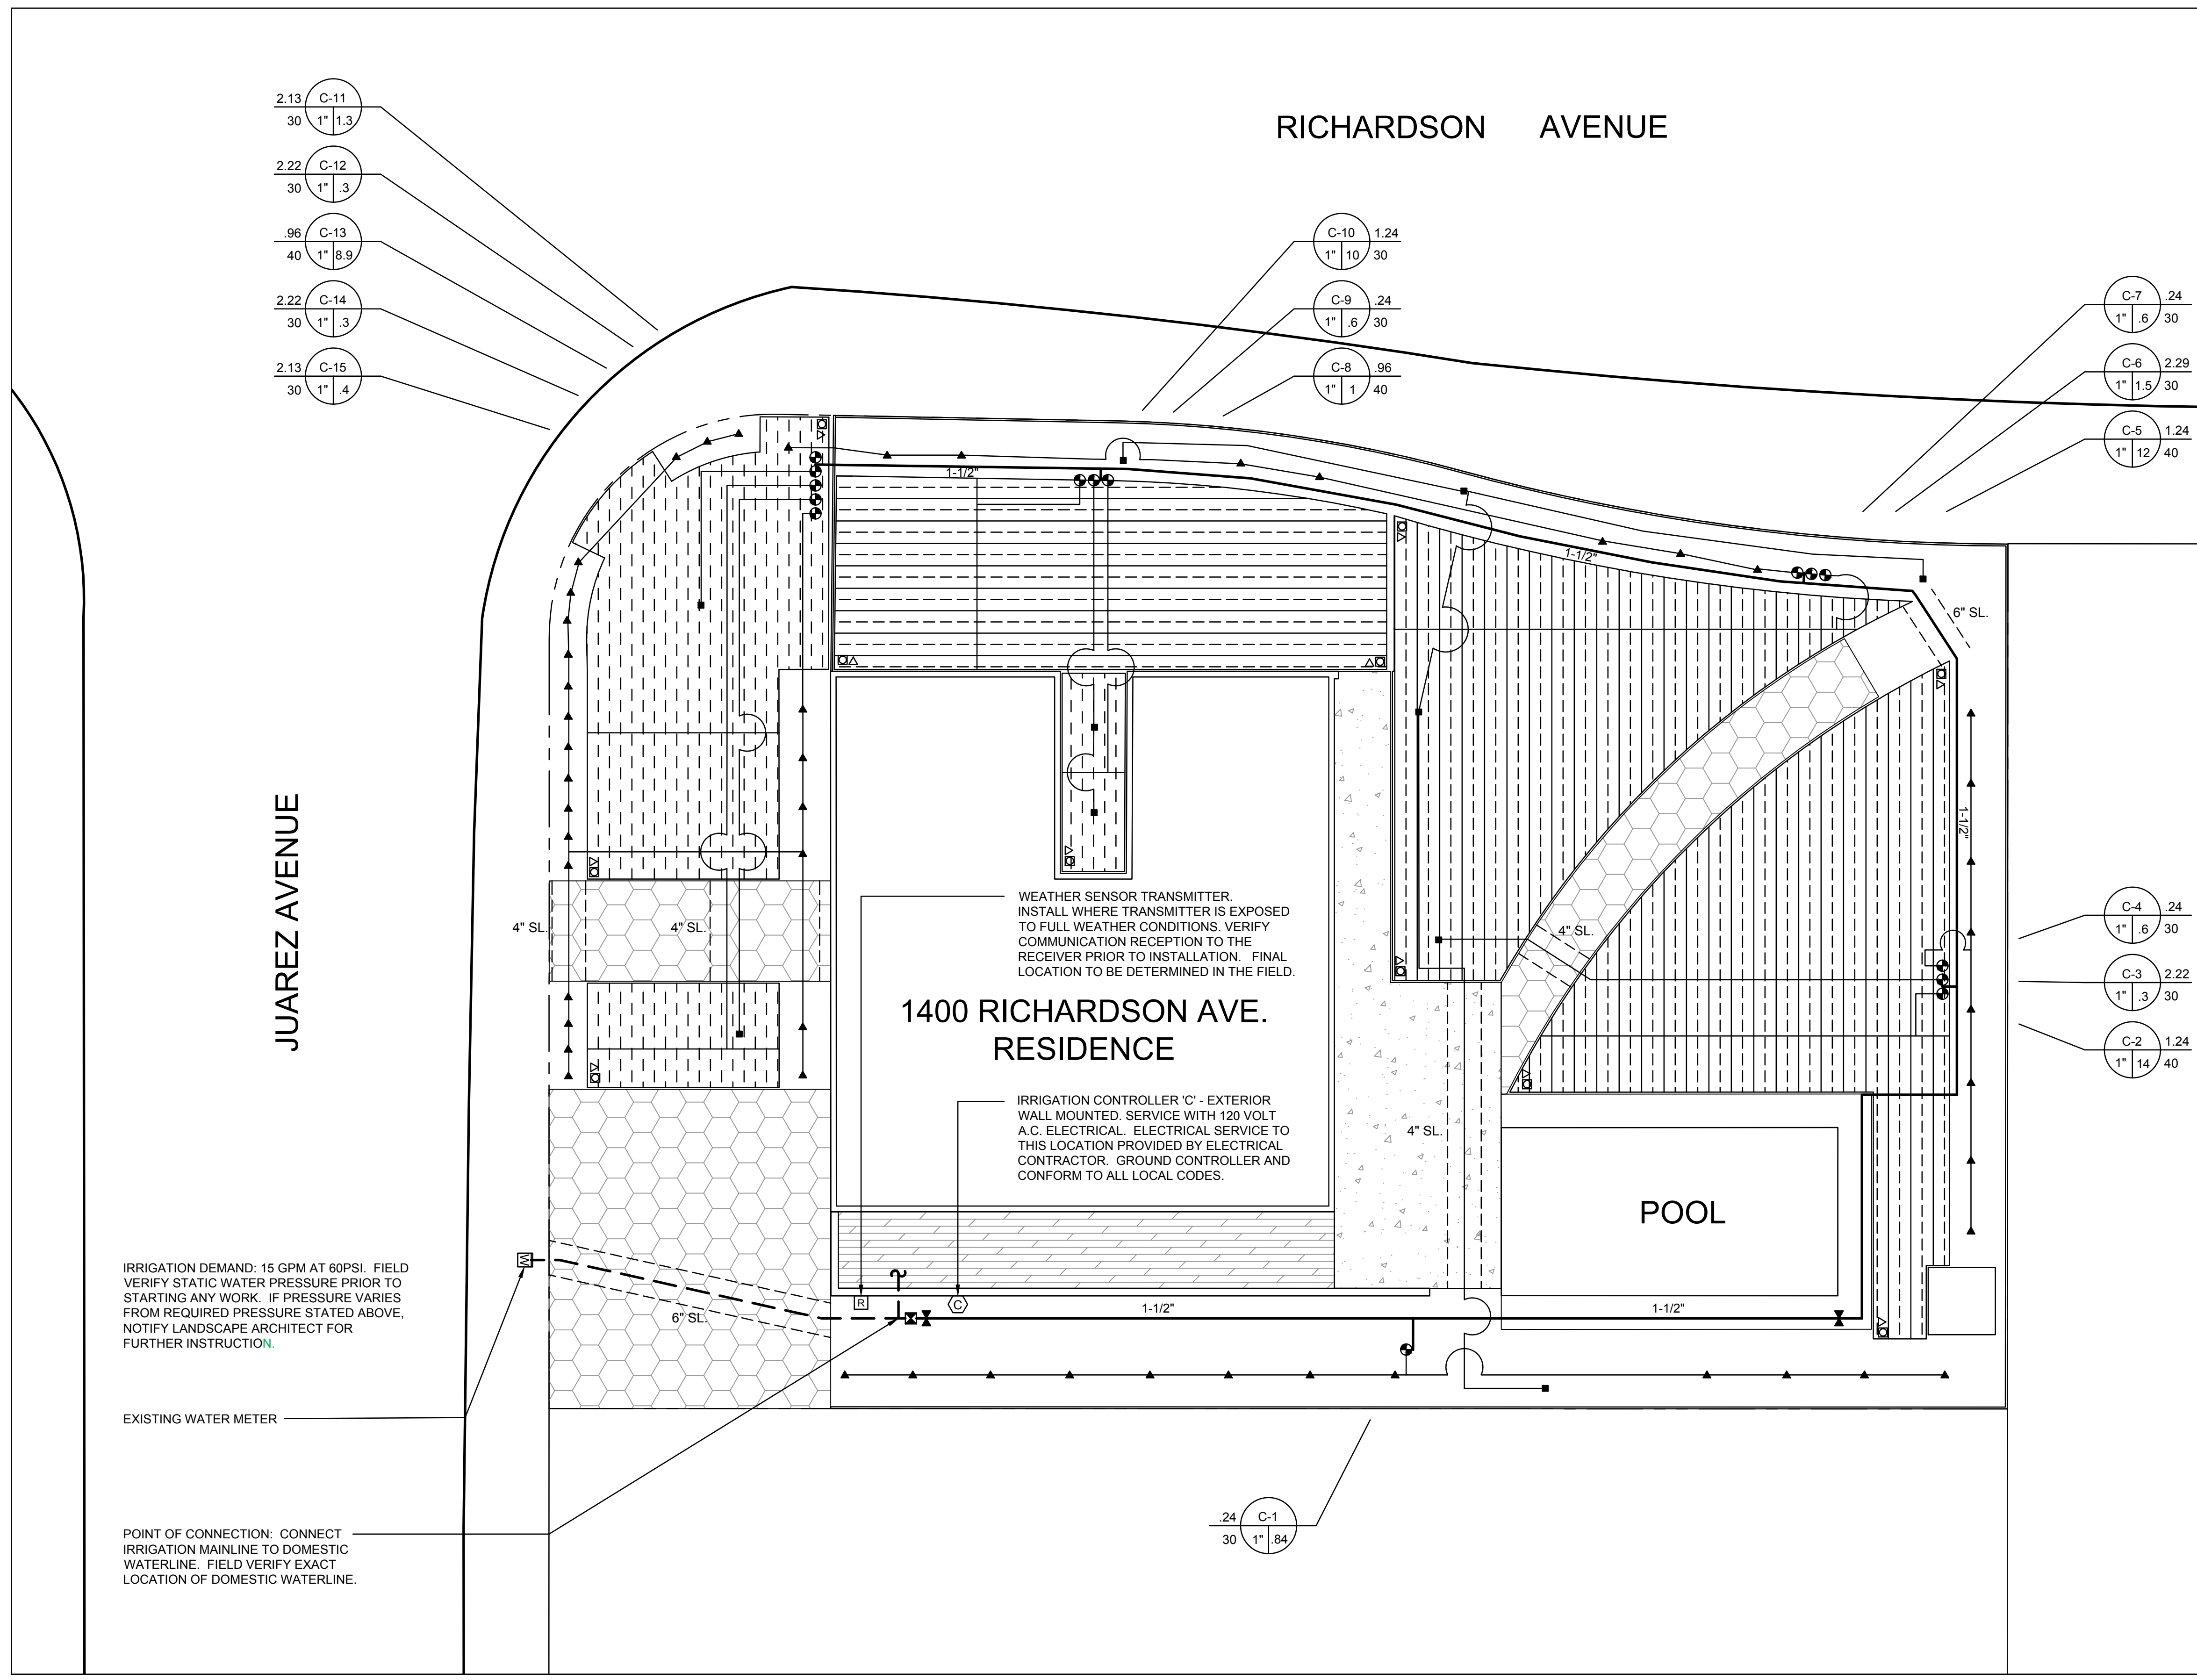 RICHARDSON AVENUE
2.13 C-11
30 1" 1.3
2.22 C-12
30 1" .3
.96 C-13
40 1" 8.9
2.22 C-14
30 1" .3
2.13 C-15
30 1" .4
C-10 1.24
1" 10 30
C-9 .24
1" .6 30
C-8 .96
1" 1 40
C-7 .24
1" .6 30
C-6 2.29
1" 1.5 30
C-5 1.24
1" 12 40
1-1/2"
1-1/2"
6" SL.
1-1/2"
JUAREZ AVENUE
4" SL.
4" SL.
4" SL.
WEATHER SENSOR TRANSMITTER.
INSTALL WHERE TRANSMITTER IS EXPOSED
TO FULL WEATHER CONDITIONS. VERIFY
COMMUNICATION RECEPTION TO THE
RECEIVER PRIOR TO INSTALLATION. FINAL
LOCATION TO BE DETERMINED IN THE FIELD.
C-4 .24
1" .6 30
C-3 2.22
1" .3 30
C-2 1.24
1" 14 40
1400 RICHARDSON AVE.
RESIDENCE
IRRIGATION CONTROLLER 'C' - EXTERIOR
WALL MOUNTED. SERVICE WITH 120 VOLT
A.C. ELECTRICAL. ELECTRICAL SERVICE TO
THIS LOCATION PROVIDED BY ELECTRICAL
CONTRACTOR. GROUND CONTROLLER AND
CONFORM TO ALL LOCAL CODES.
4" SL.
POOL
W
R
C
6" SL.
1-1/2"
1-1/2"
IRRIGATION DEMAND: 15 GPM AT 60PSI. FIELD
VERIFY STATIC WATER PRESSURE PRIOR TO
STARTING ANY WORK. IF PRESSURE VARIES
FROM REQUIRED PRESSURE STATED ABOVE,
NOTIFY LANDSCAPE ARCHITECT FOR
FURTHER INSTRUCTION.
EXISTING WATER METER
.24 C-1
30 1" .84
POINT OF CONNECTION: CONNECT
IRRIGATION MAINLINE TO DOMESTIC
WATERLINE. FIELD VERIFY EXACT
LOCATION OF DOMESTIC WATERLINE.